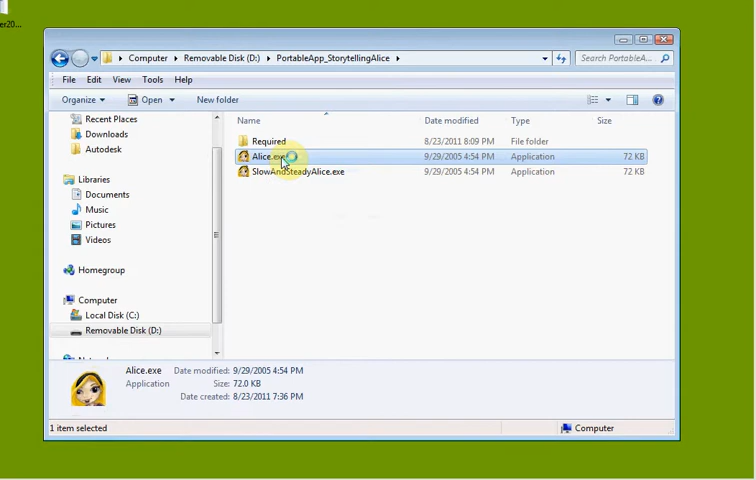 er20...
Computer Removable Disk (D:) PortableApp_StorytellingAlice Search PortableA...
File Edit View Tools Help
Organize Open New folder
Name Date modified Type Size
Recent Places
Downloads
Autodesk
Libraries
Documents
Music
Pictures
Videos
Homegroup
Computer
Local Disk (C:)
Removable Disk (D:)
Required 8/23/2011 8:09 PM File folder
Alice.exe 9/29/2005 4:54 PM Application 72 KB
SlowAndSteadyAlice.exe 9/29/2005 4:54 PM Application 72 KB
Alice.exe Date modified: 9/29/2005 4:54 PM
Application Size: 72.0 KB
Date created: 8/23/2011 7:36 PM
1 item selected Computer